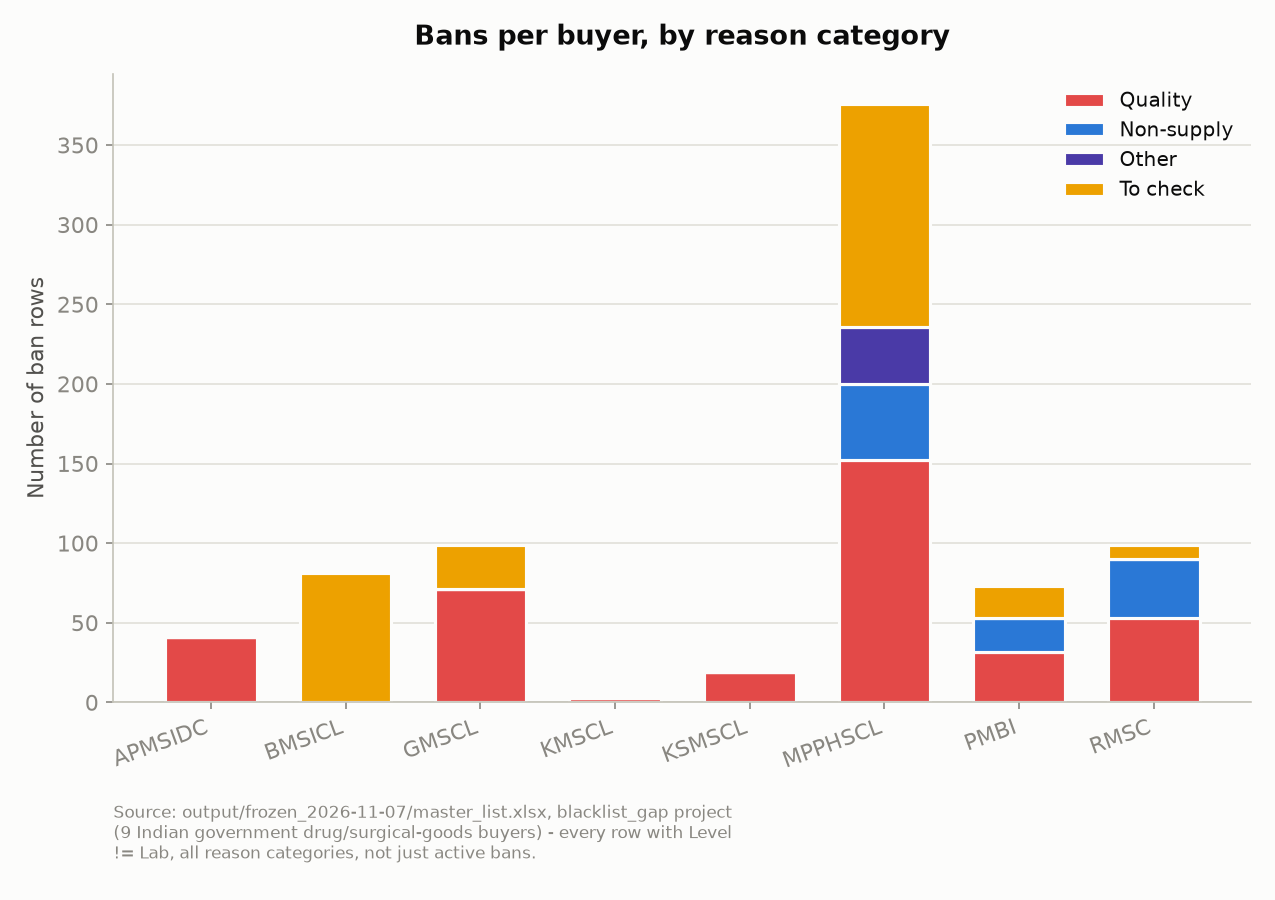 Bans per buyer, by reason category
Quality
Non-supply
Other
To check
Number of ban rows
350
300
250
200
150
100
50
0
APMSIDC
BMSICL
GMSCL
KMSCL
KSMSCL
MPPHSCL
PMBI
RMSC
Source: output/frozen_2026-11-07/master_list.xlsx, blacklist_gap project
(9 Indian government drug/surgical-goods buyers) - every row with Level
!= Lab, all reason categories, not just active bans.